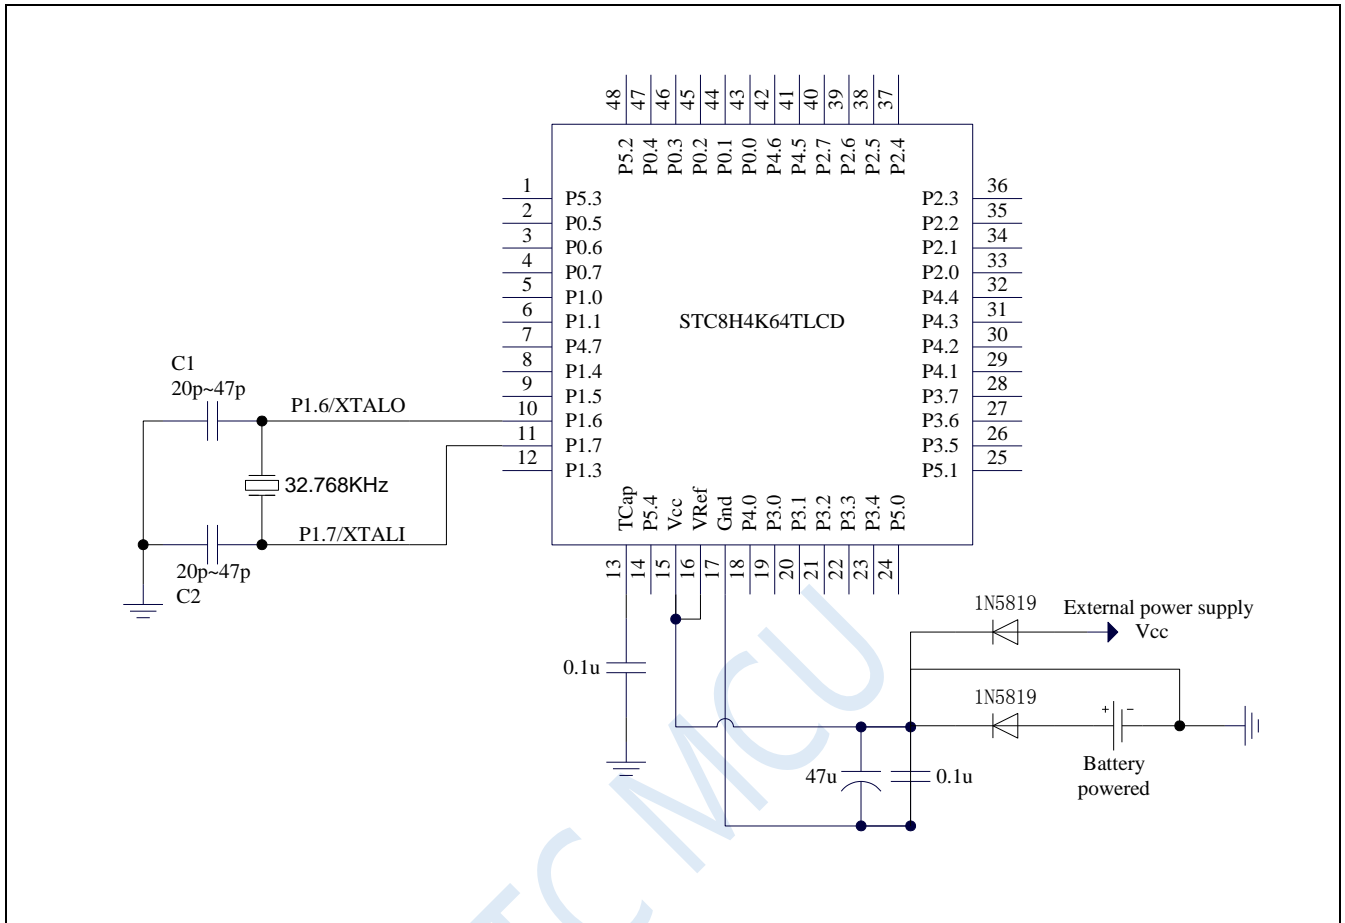 48
47
46
45
44
43
42
41
40
39
38
37
P5.2
P0.4
P0.3
P0.2
P0.1
P0.0
P4.6
P4.5
P2.7
P2.6
P2.5
P2.4
1 P5.3
2 P0.5
3 P0.6
4 P0.7
5 P1.0
6 P1.1
7 P4.7
8 P1.4
9 P1.5
10 P1.6
11 P1.7
12 P1.3
STC8H4K64TLCD
P2.3 36
P2.2 35
P2.1 34
P2.0 33
P4.4 32
P4.3 31
P4.2 30
P4.1 29
P3.7 28
P3.6 27
P3.5 26
P5.1 25
TCap
P5.4
Vcc
VRef
Gnd
P4.0
P3.0
P3.1
P3.2
P3.3
P3.4
P5.0
13
14
15
16
17
18
19
20
21
22
23
24
C1
20p~47p
P1.6/XTALO
32.768KHz
P1.7/XTALI
20p~47p
C2
0.1u
1N5819
External power supply
Vcc
1N5819
+ -
Battery
powered
47u
0.1u
TC MCU